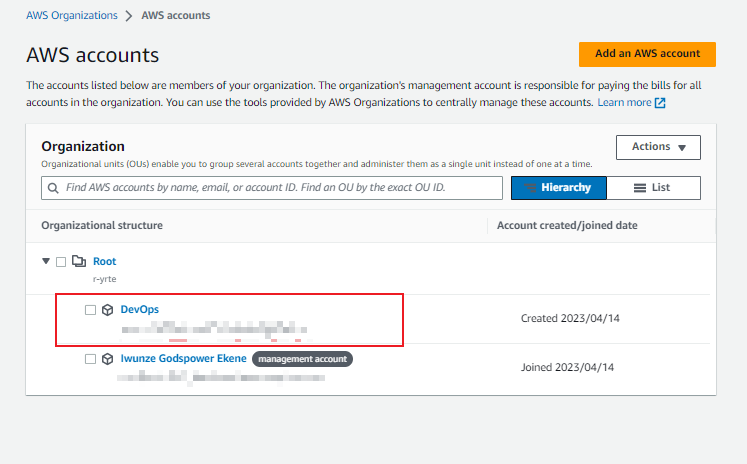 AWS Organizations > AWS accounts
AWS accounts
Add an AWS account
The accounts listed below are members of your organization. The organization's management account is responsible for paying the bills for all
accounts in the organization. You can use the tools provided by AWS Organizations to centrally manage these accounts. Learn more
Organization
Actions
Organizational units (OUs) enable you to group several accounts together and administer them as a single unit instead of one at a time.
Find AWS accounts by name, email, or account ID. Find an OU by the exact OU ID.
Hierarchy
List
Organizational structure
Account created/joined date
Root
r-yrte
DevOps
Created 2023/04/14
Iwunze Godspower Ekene management account
Joined 2023/04/14